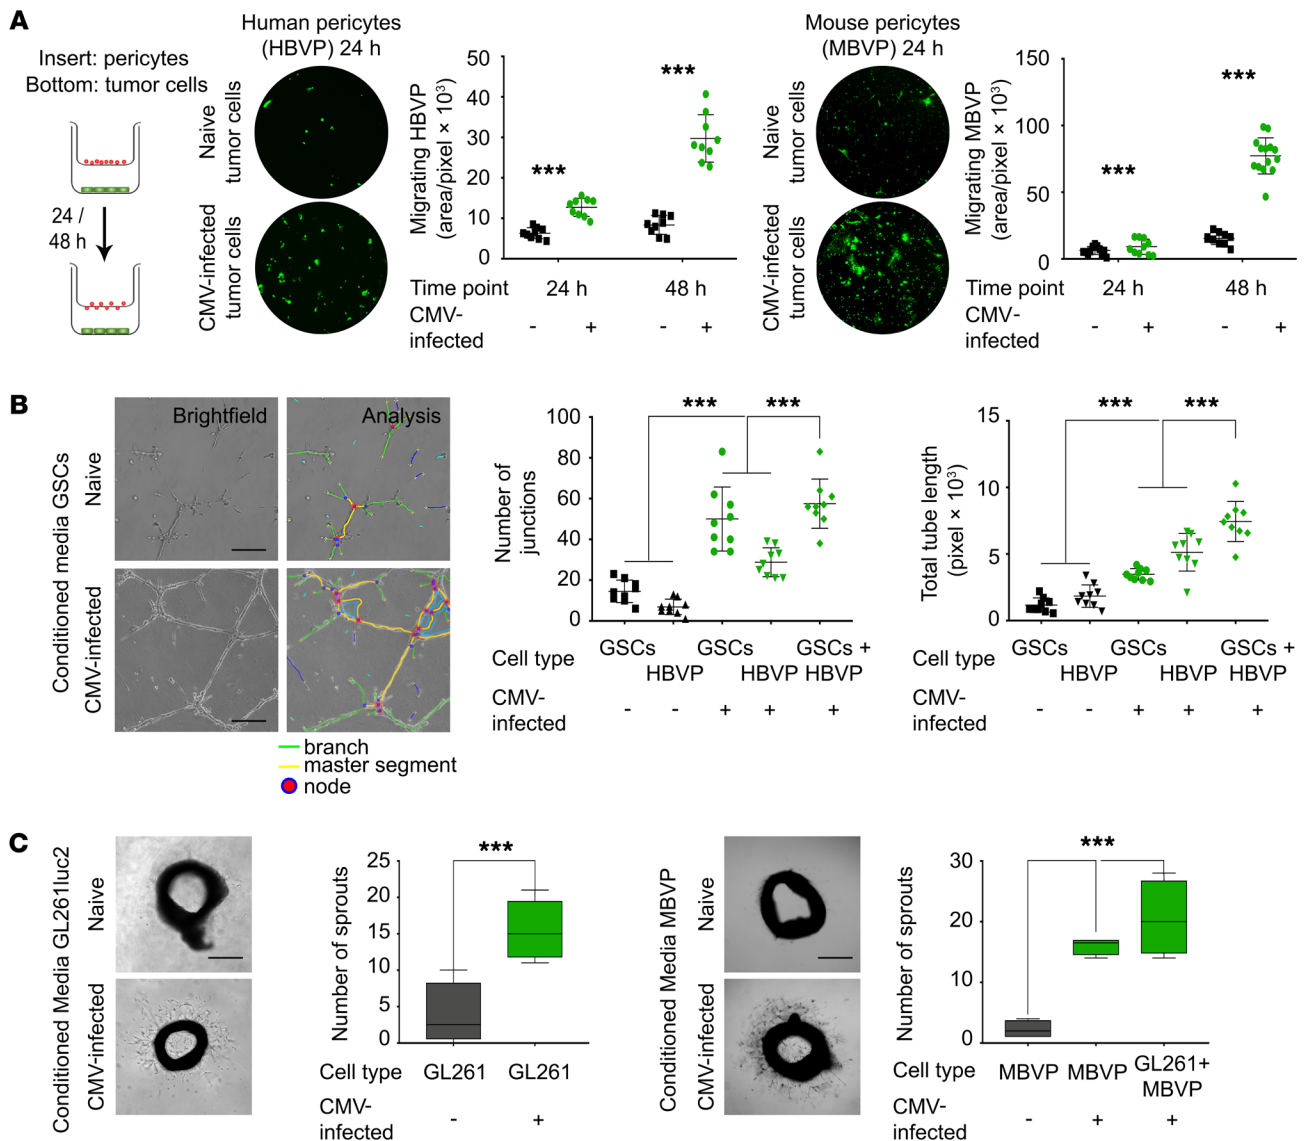 A
Insert: pericytes
Bottom: tumor cells
24 /
48 h
Human pericytes
(HBVP) 24 h
Naive
tumor cells
CMV-infected
tumor cells
Migrating HBVP
(area/pixel × 10³)
50
40
30
20
10
0
***
***
Time point
24 h
48 h
CMV-
infected
-
+
-
+
Mouse pericytes
(MBVP) 24 h
Naive
tumor cells
CMV-infected
tumor cells
Migrating MBVP
(area/pixel × 10³)
150
100
50
0
***
***
Time point
24 h
48 h
CMV-
infected
-
+
-
+
B
Conditioned media GSCs
Naive
CMV-infected
Brightfield
Analysis
branch
master segment
node
Number of
junctions
100
80
60
40
20
0
***
***
Cell type
GSCs
HBVP
GSCs
HBVP
GSCs +
HBVP
CMV-
infected
-
-
+
+
+
Total tube length
(pixel × 10³)
15
10
5
0
***
***
Cell type
GSCs
HBVP
GSCs
HBVP
GSCs +
HBVP
CMV-
infected
-
-
+
+
+
C
Conditioned Media GL261luc2
Naive
CMV-infected
Number of sprouts
25
20
15
10
5
0
***
Cell type
GL261
GL261
CMV-
infected
-
+
Conditioned Media MBVP
Naive
CMV-infected
Number of sprouts
30
20
10
0
***
Cell type
MBVP
MBVP
GL261+
MBVP
CMV-
infected
-
+
+